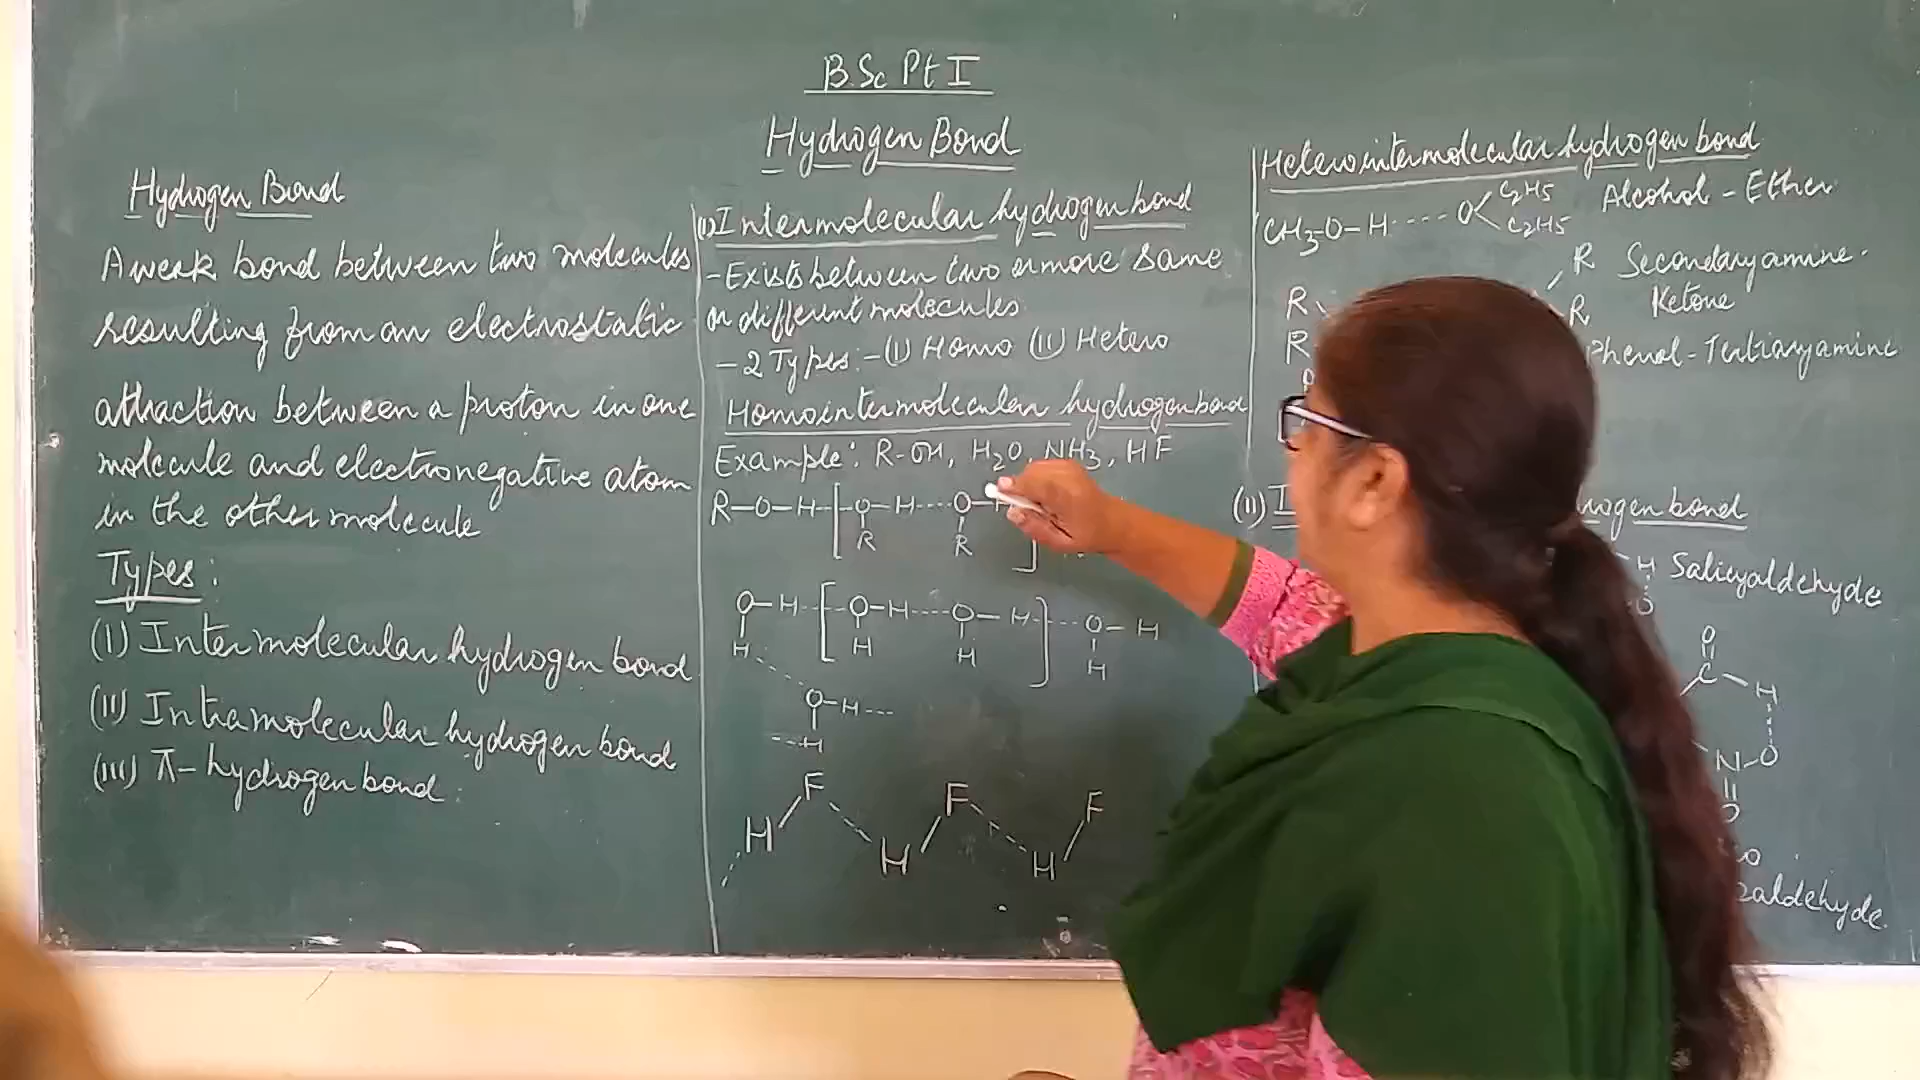 B.Sc Pt I
Hydrogen Bond
Hydrogen Bond
A weak bond between two molecules
resulting from an electrostatic
attraction between a proton in one
molecule and electronegative atom
in the other molecule
Types:
(I) Intermolecular hydrogen bond
(II) Intramolecular hydrogen bond
(III) π- hydrogen bond.
(I) Intermolecular hydrogen bond
- Exists between two or more same
or different molecules.
- 2 Types:- (I) Homo (II) Hetero
Homointermolecular hydrogen bond
Example: R-OH, H2O, NH3, HF
R-O-H--[-O-H----O-H
R R ]
O-H--[--O-H----O-H--]---O-H
H H H H
O-H---
---H
F F F
H H H
Heterointermolecular hydrogen bond
CH3-O-H----O< C2H5 C2H5 Alcohol - Ether
R R Secondary amine.
R Ketone
R Phenol - Tertiary amine
(II) hydrogen bond
H Salicyaldehyde
O
O
C-H
N-O
O
O
zaldehyde.